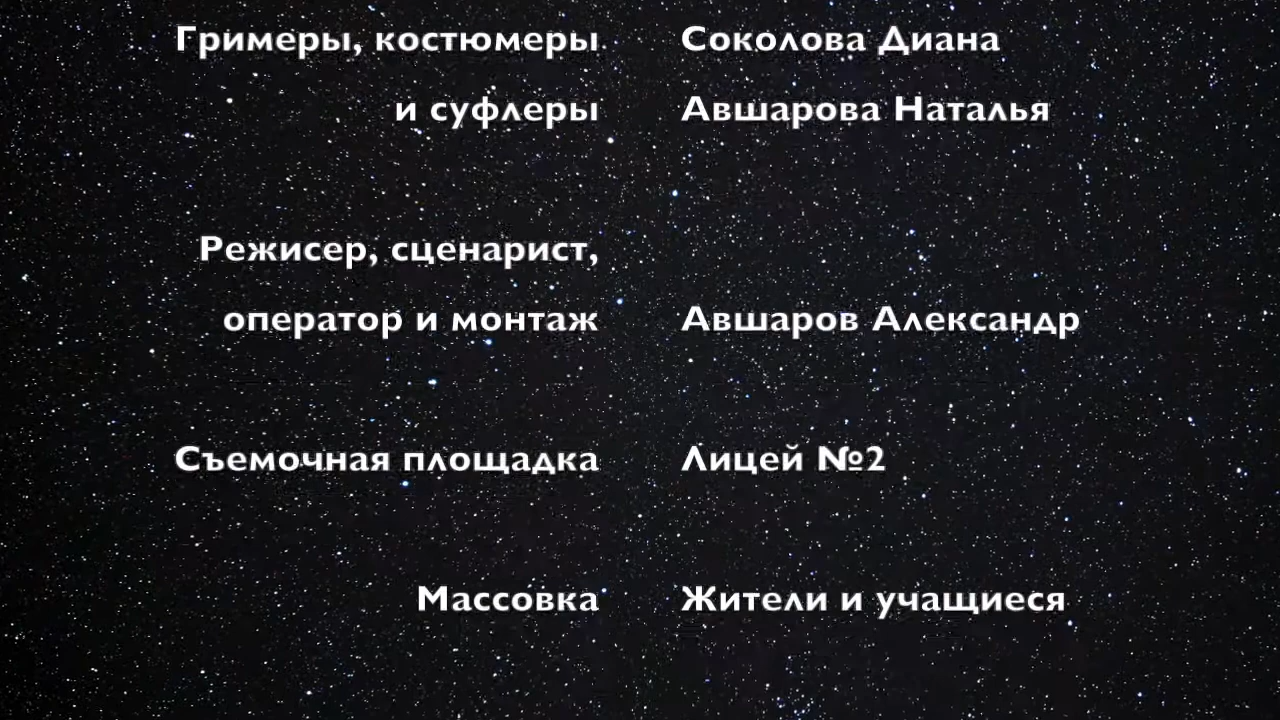 Гримеры, костюмеры Соколова Диана
и суфлеры Авшарова Наталья
Режисер, сценарист,
оператор и монтаж Авшаров Александр
Съемочная площадка Лицей №2
Массовка Жители и учащиеся